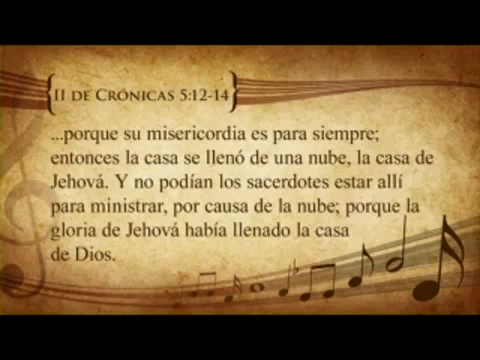 {II DE CRÓNICAS 5:12-14}
...porque su misericordia es para siempre;
entonces la casa se llenó de una nube, la casa de
Jehová. Y no podían los sacerdotes estar allí
para ministrar, por causa de la nube; porque la
gloria de Jehová había llenado la casa
de Dios.